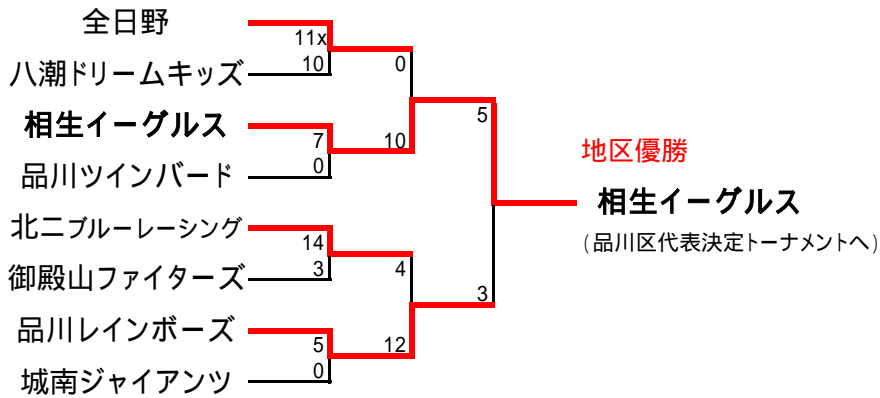 全日野
11x
八潮ドリームキッズ
10
0
相生イーグルス
7
10
5
品川ツインバード
0
地区優勝
相生イーグルス
(品川区代表決定トーナメントへ)
北二ブルーレーシング
14
御殿山ファイターズ
3
4
3
品川レインボーズ
5
12
城南ジャイアンツ
0